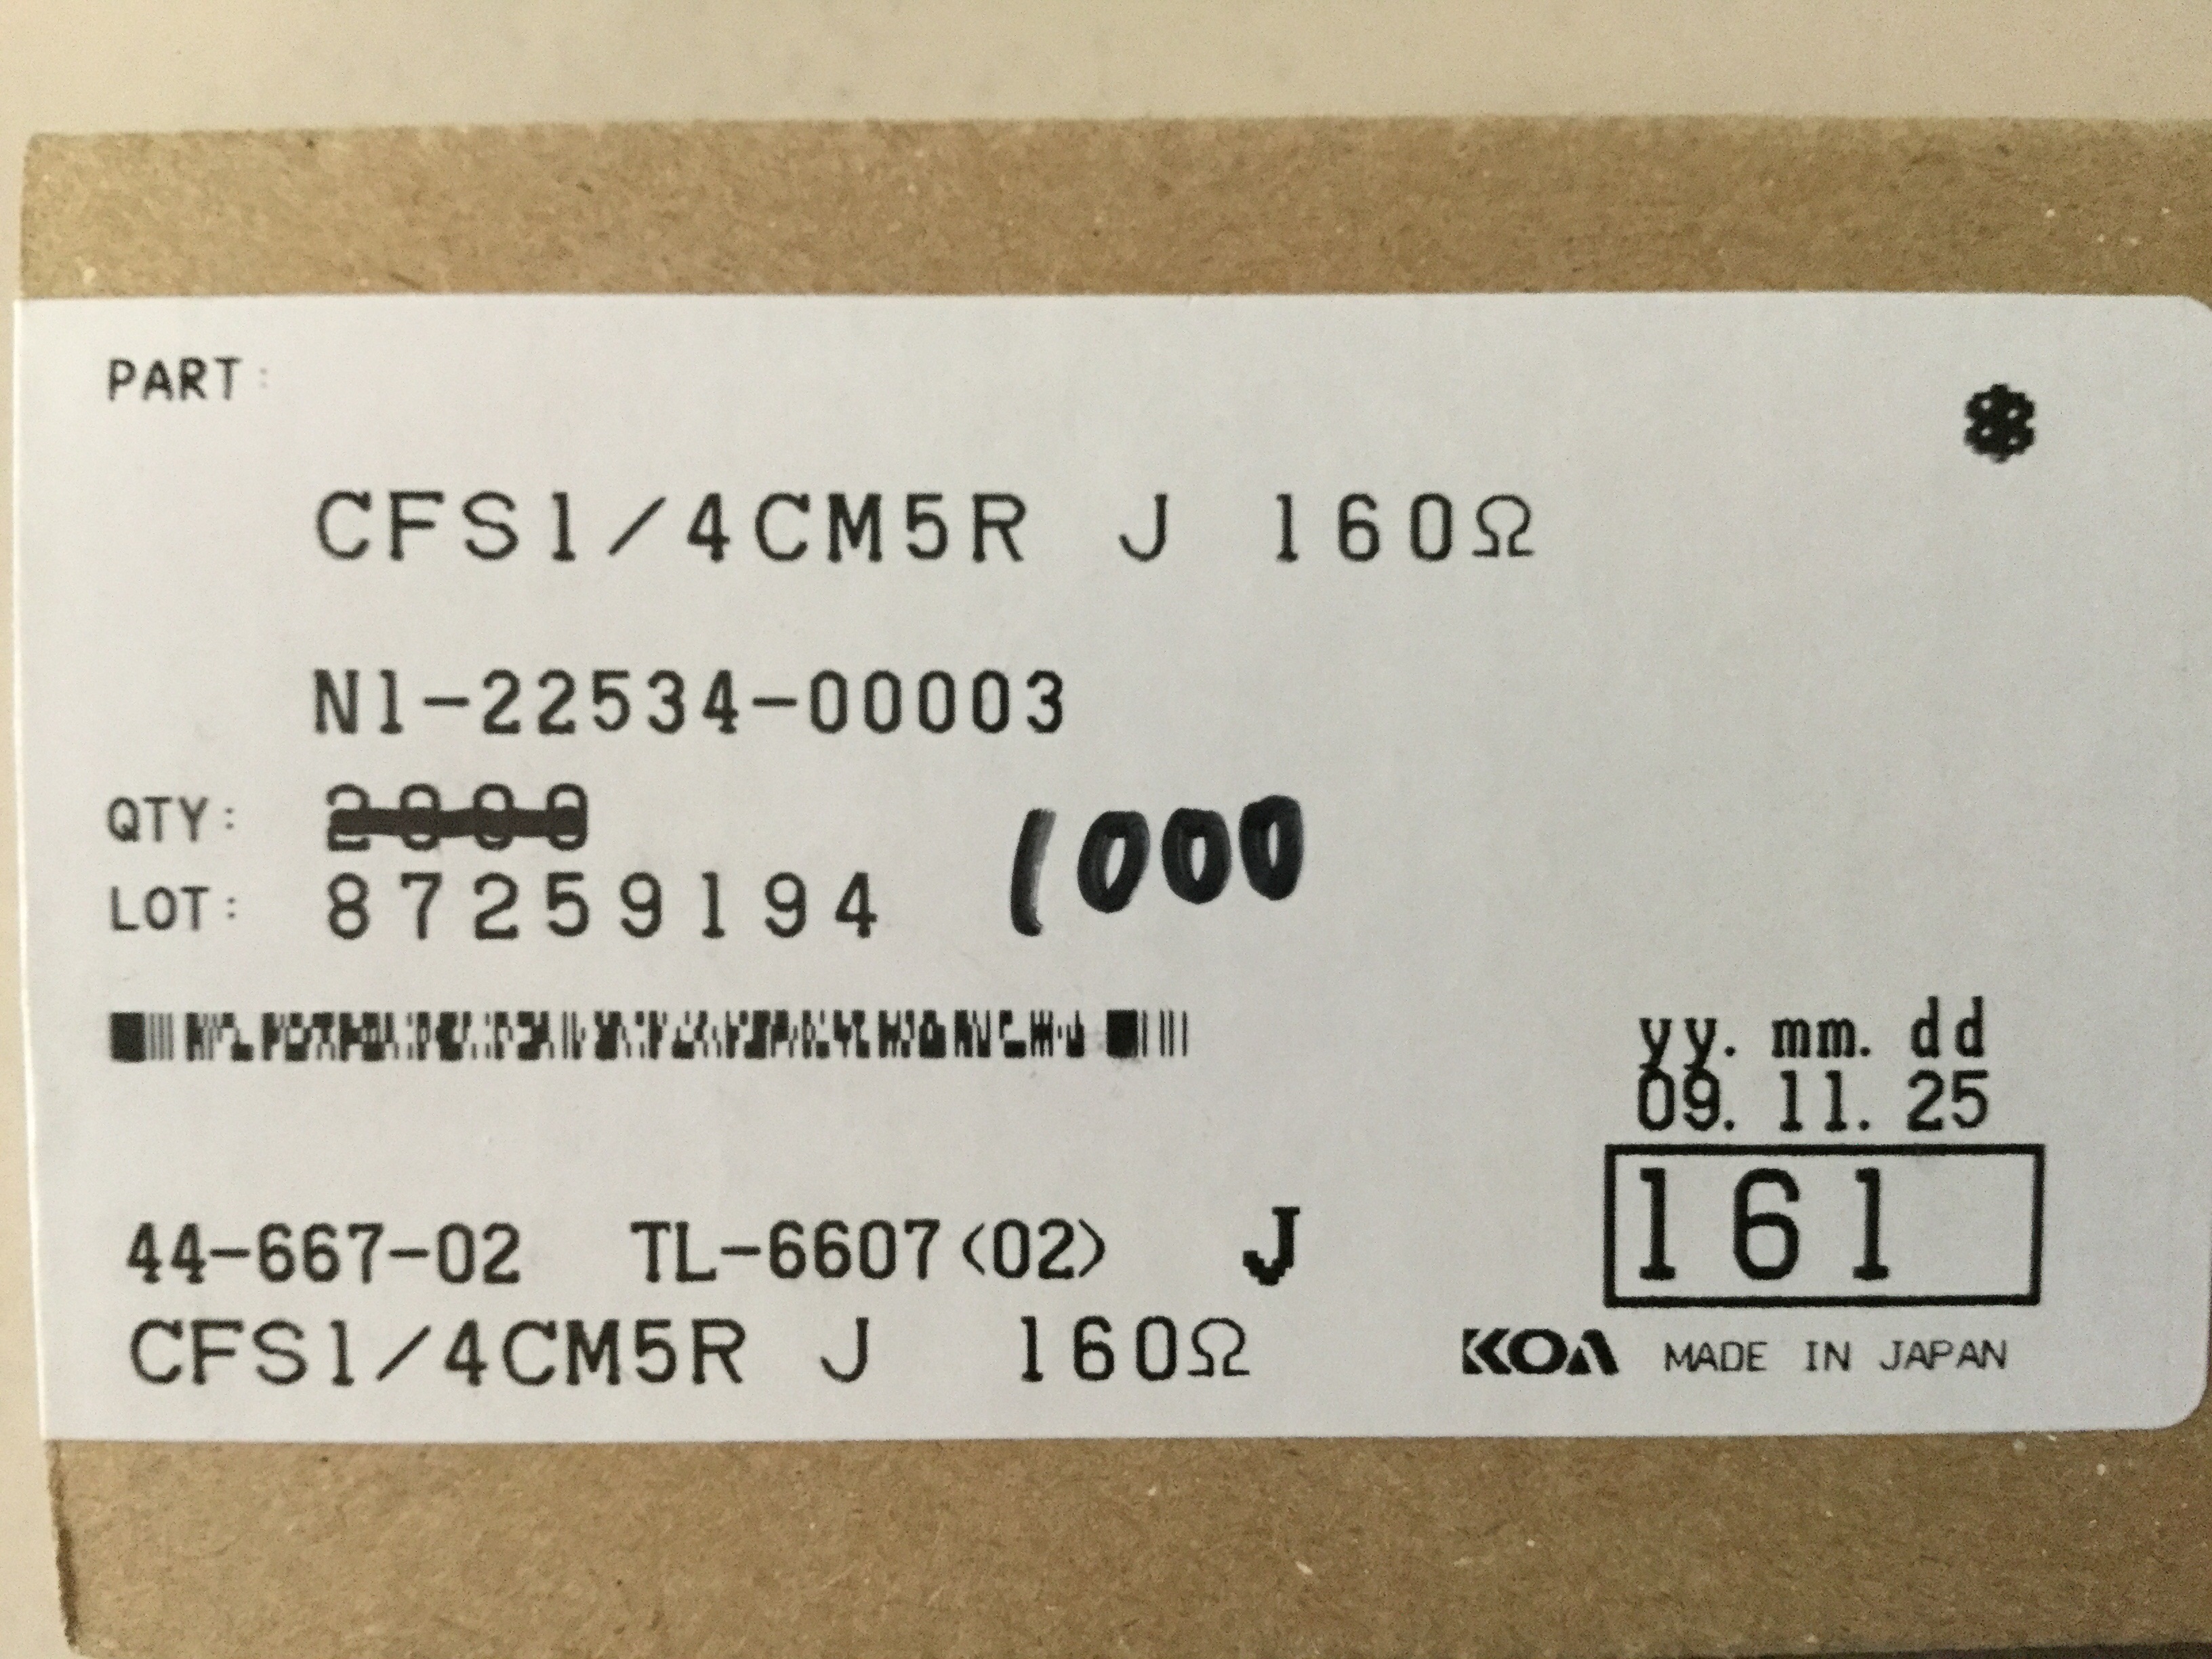 PART:
*
CFS1/4CM5R J 160Ω
N1-22534-00003
QTY: 2000
1000
LOT: 87259194
yy. mm. dd
09. 11. 25
161
44-667-02 TL-6607<02> J
CFS1/4CM5R J 160Ω
KOA MADE IN JAPAN